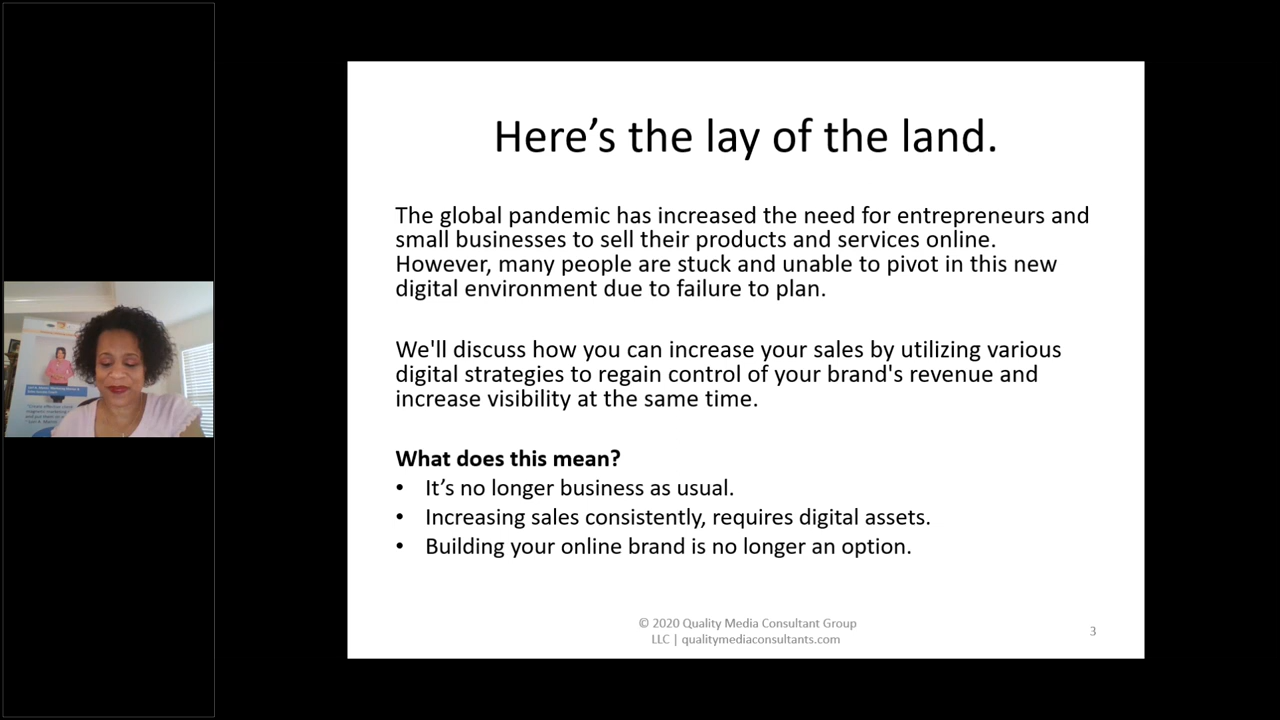 Here’s the lay of the land.
The global pandemic has increased the need for entrepreneurs and
small businesses to sell their products and services online.
However, many people are stuck and unable to pivot in this new
digital environment due to failure to plan.
We'll discuss how you can increase your sales by utilizing various
digital strategies to regain control of your brand's revenue and
increase visibility at the same time.
What does this mean?
• It’s no longer business as usual.
• Increasing sales consistently, requires digital assets.
• Building your online brand is no longer an option.
© 2020 Quality Media Consultant Group
LLC | qualitymediaconsultants.com
3